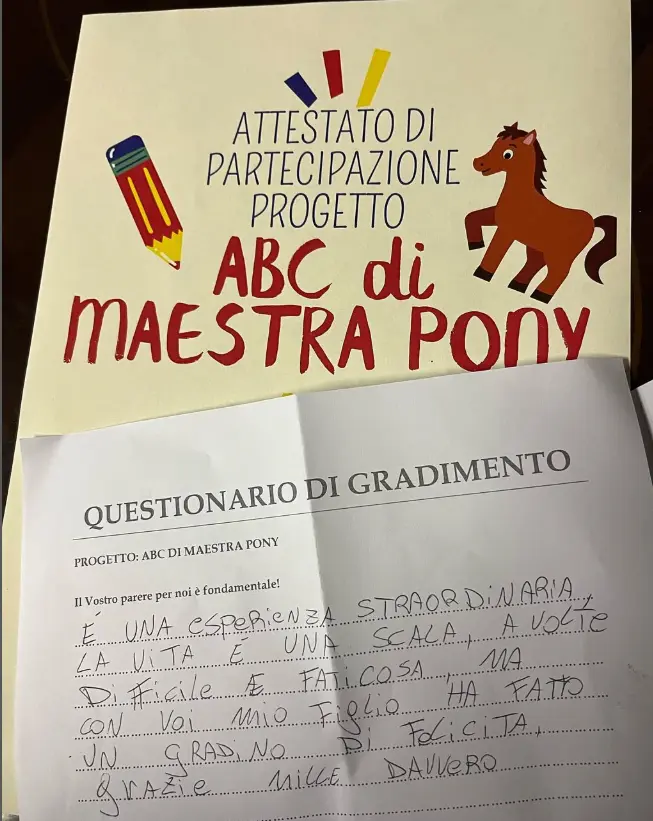 ATTESTATO DI
PARTECIPAZIONE
PROGETTO
ABC di
MAESTRA PONY
QUESTIONARIO DI GRADIMENTO
PROGETTO: ABC DI MAESTRA PONY
Il Vostro parere per noi è fondamentale!
É UNA ESPERIENZA STRAORDINARIA,
LA VITA É UNA SCALA, A VOLTE
DIFFICILE E FATICOSA, MA
CON VOI MIO FIGLIO HA FATTO
UN GRADINO DI FELICITA,
GRAZIE MILLE DAVVERO